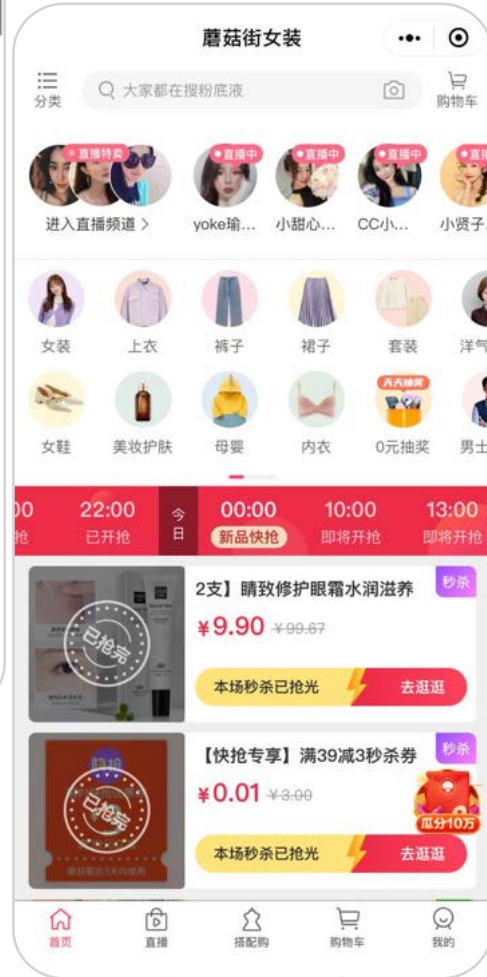 蘑菇街女装
分类
大家都在搜粉底液
购物车
直播特卖
直播中
直播中
直播中
进入直播频道
yoke瑜...
小甜心...
CC小...
小贤子
女装
上衣
裤子
裙子
套装
洋气
天天抽奖
女鞋
美妆护肤
母婴
内衣
0元抽奖
男士
22:00
已开抢
今日
00:00
新品快抢
10:00
即将开抢
13:00
即将开抢
已抢完
2支】睛致修护眼霜水润滋养
秒杀
¥9.90 ¥99.67
本场秒杀已抢光
去逛逛
已抢完
【快抢专享】满39减3秒杀券
秒杀
¥0.01 ¥3.00
瓜分10万
本场秒杀已抢光
去逛逛
首页
直播
搭配购
购物车
我的